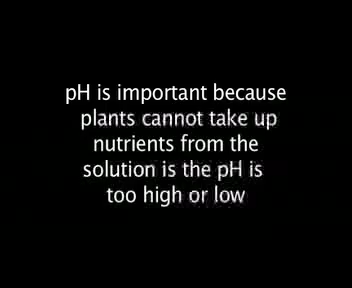 pH is important because
plants cannot take up
nutrients from the
solution is the pH is
too high or low